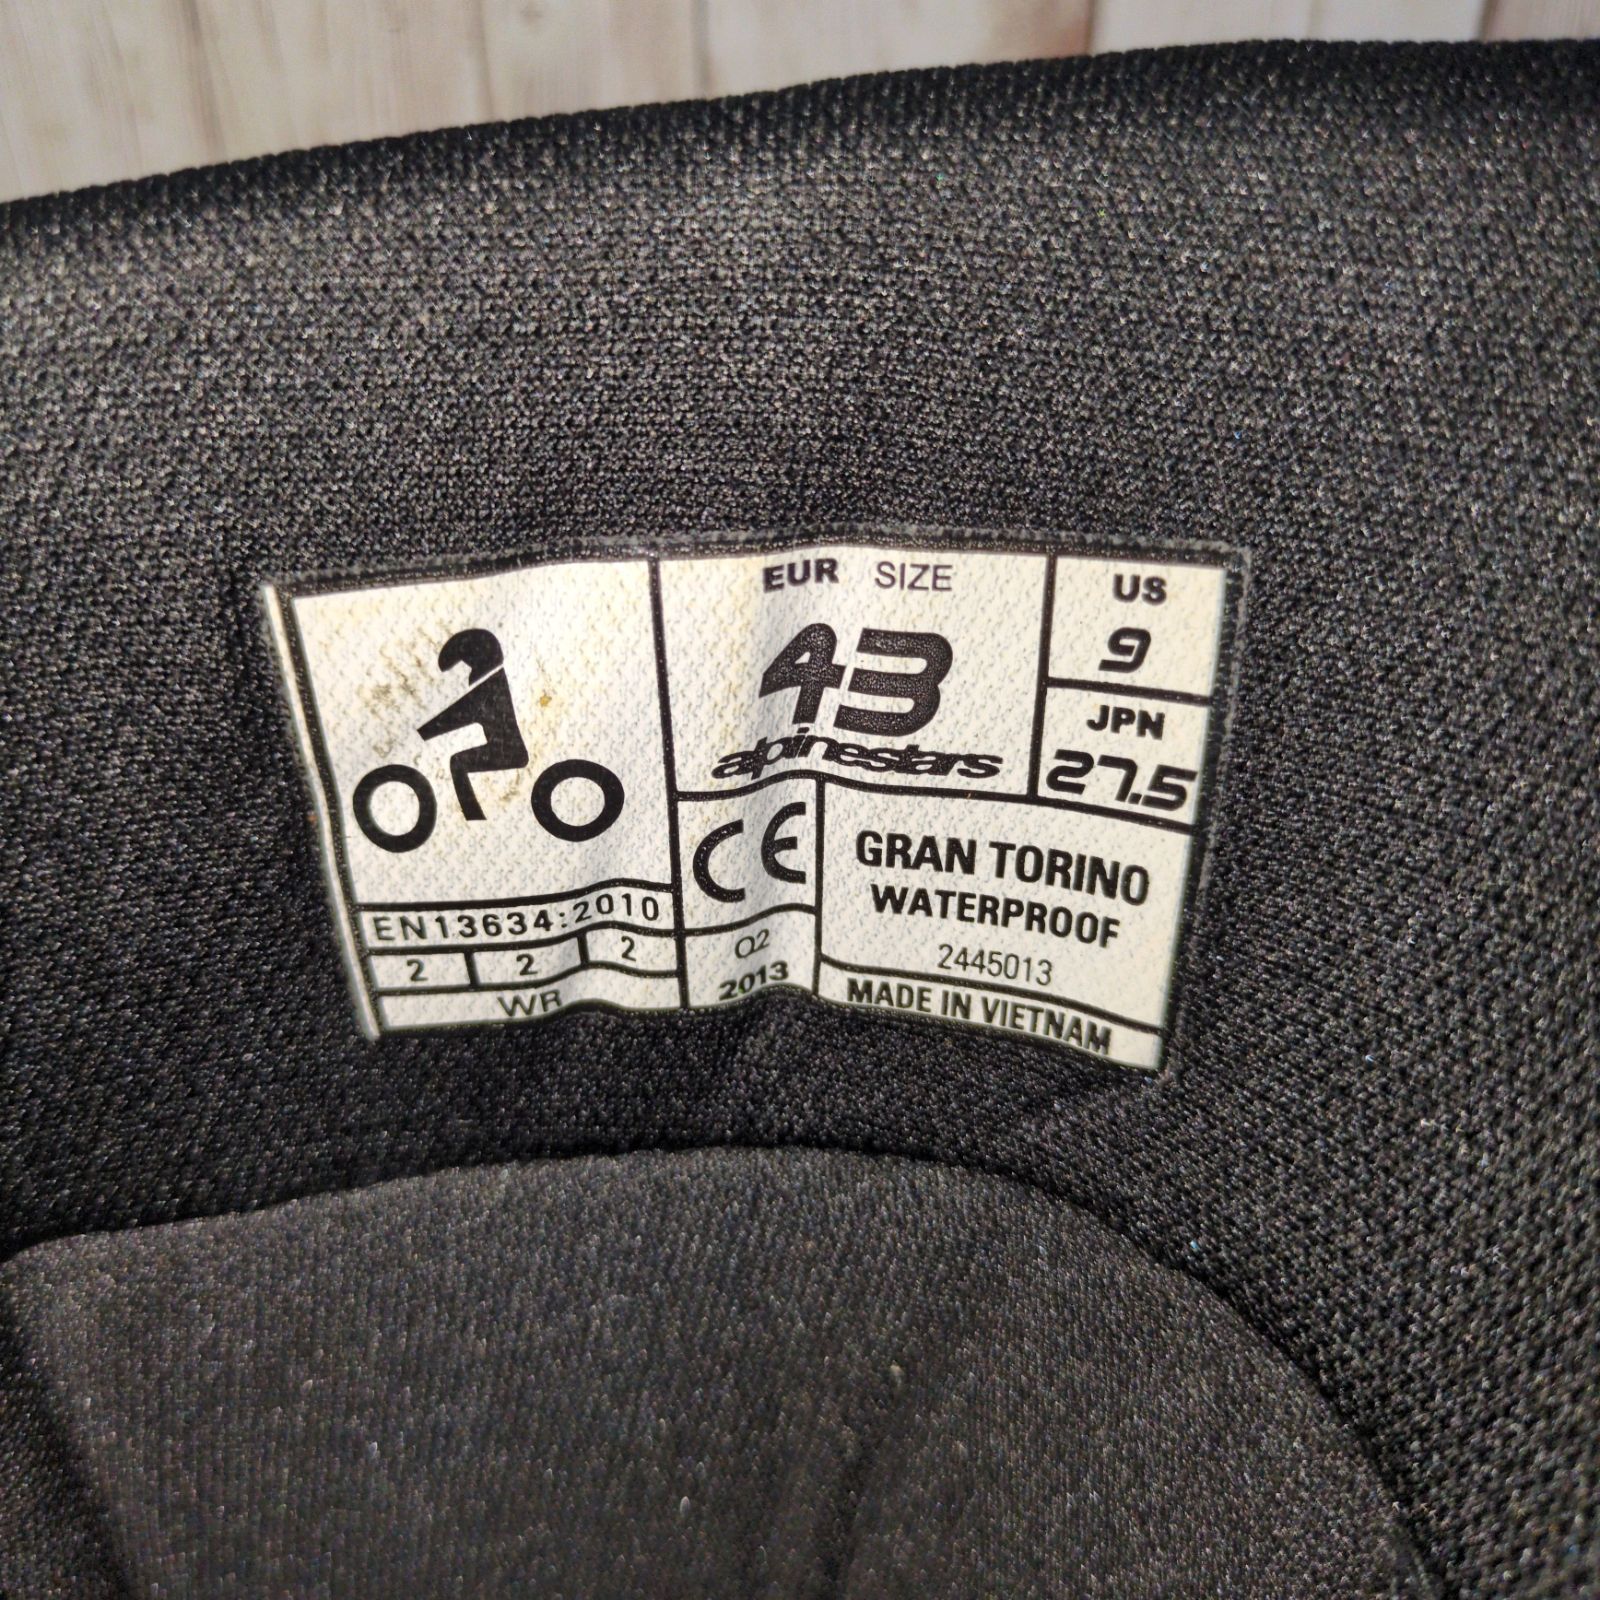 EUR SIZE
43
alpinestars
US
9
JPN
27.5
EN13634:2010
2 2 2
WR
CE
Q2
2013
GRAN TORINO
WATERPROOF
2445013
MADE IN VIETNAM